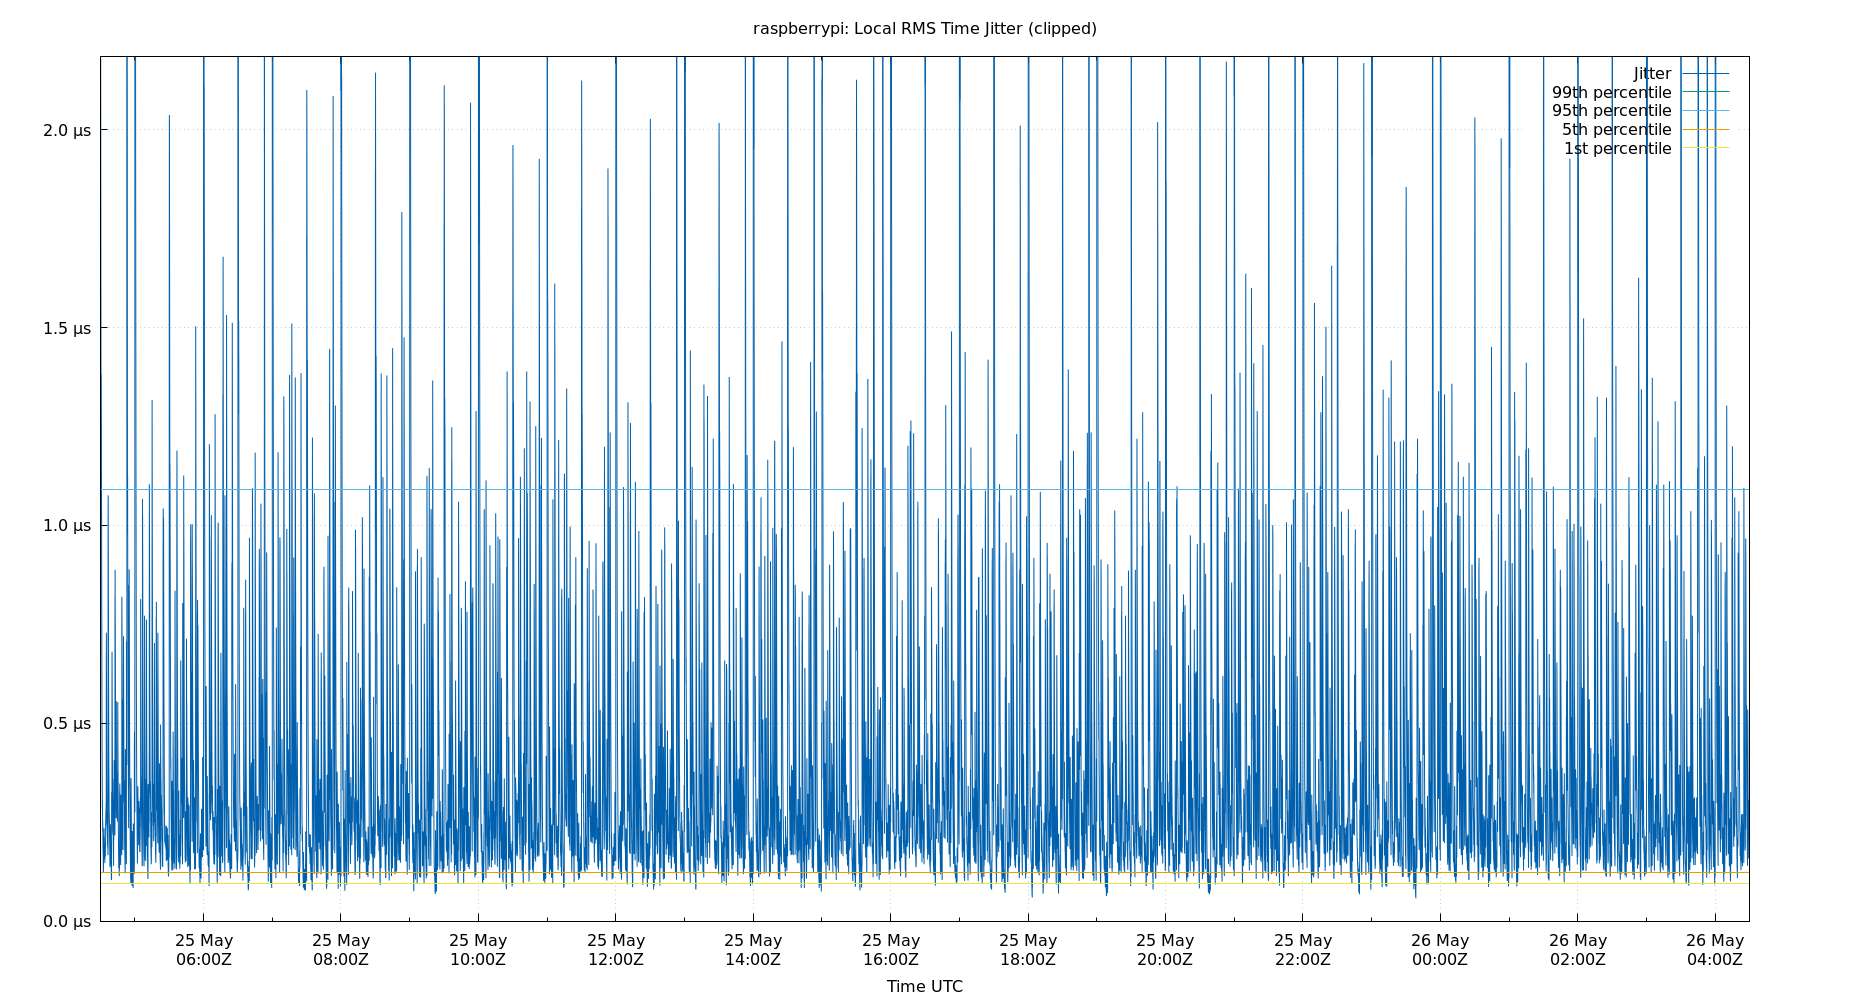 raspberrypi: Local RMS Time Jitter (clipped)
Jitter
99th percentile
95th percentile
5th percentile
1st percentile
2.0 µs
1.5 µs
1.0 µs
0.5 µs
0.0 µs
25 May 25 May 25 May 25 May 25 May 25 May 25 May 25 May 25 May 26 May 26 May 26 May
06:00Z 08:00Z 10:00Z 12:00Z 14:00Z 16:00Z 18:00Z 20:00Z 22:00Z 00:00Z 02:00Z 04:00Z
Time UTC